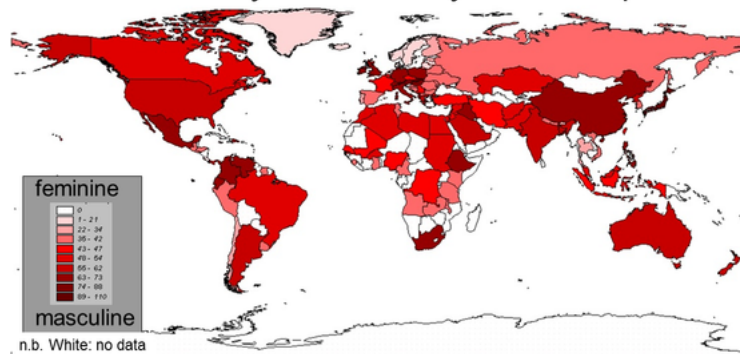 feminine
0
1 - 21
22 - 34
35 - 42
43 - 47
48 - 54
55 - 62
63 - 73
74 - 88
89 - 110
masculine
n.b. White: no data